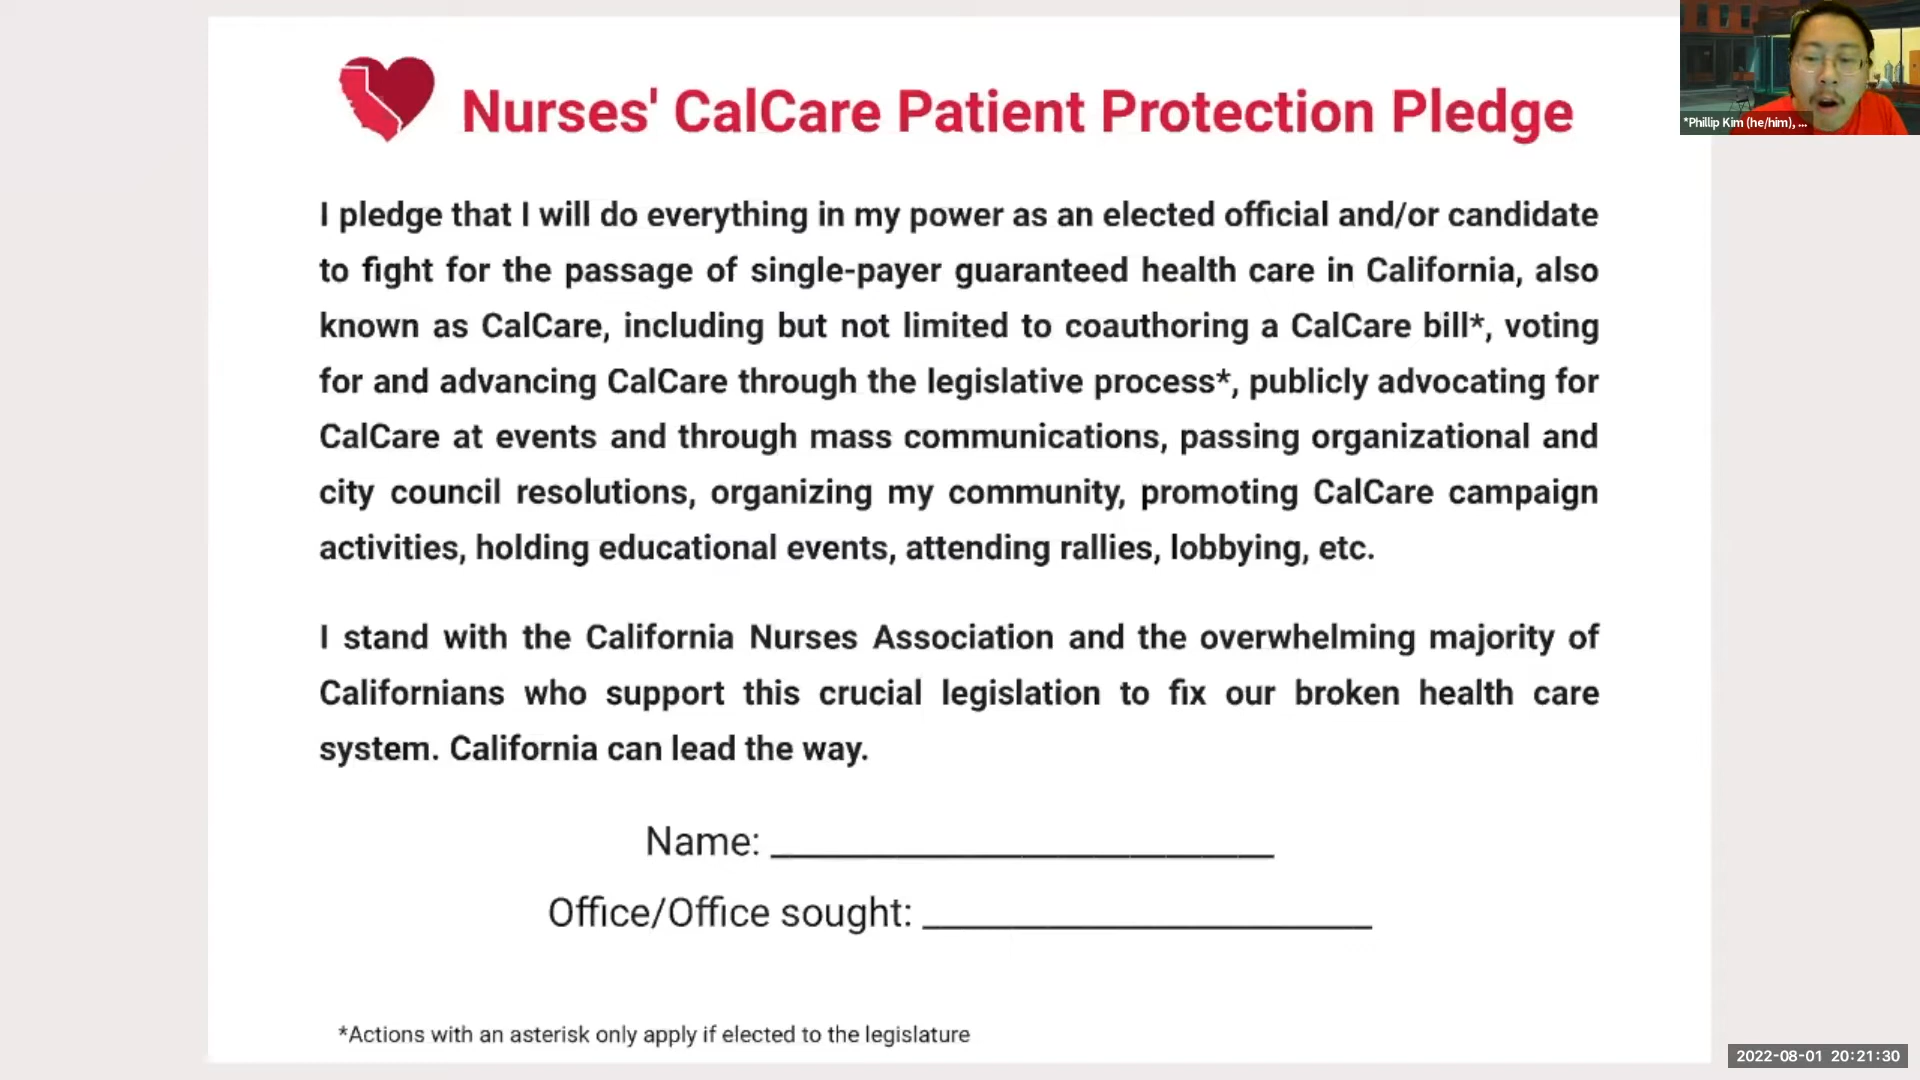 Nurses' CalCare Patient Protection Pledge
I pledge that I will do everything in my power as an elected official and/or candidate
to fight for the passage of single-payer guaranteed health care in California, also
known as CalCare, including but not limited to coauthoring a CalCare bill*, voting
for and advancing CalCare through the legislative process*, publicly advocating for
CalCare at events and through mass communications, passing organizational and
city council resolutions, organizing my community, promoting CalCare campaign
activities, holding educational events, attending rallies, lobbying, etc.
I stand with the California Nurses Association and the overwhelming majority of
Californians who support this crucial legislation to fix our broken health care
system. California can lead the way.
Name: ______________________
Office/Office sought: ____________________
*Actions with an asterisk only apply if elected to the legislature
*Phillip Kim (he/him), ...
2022-08-01 20:21:30